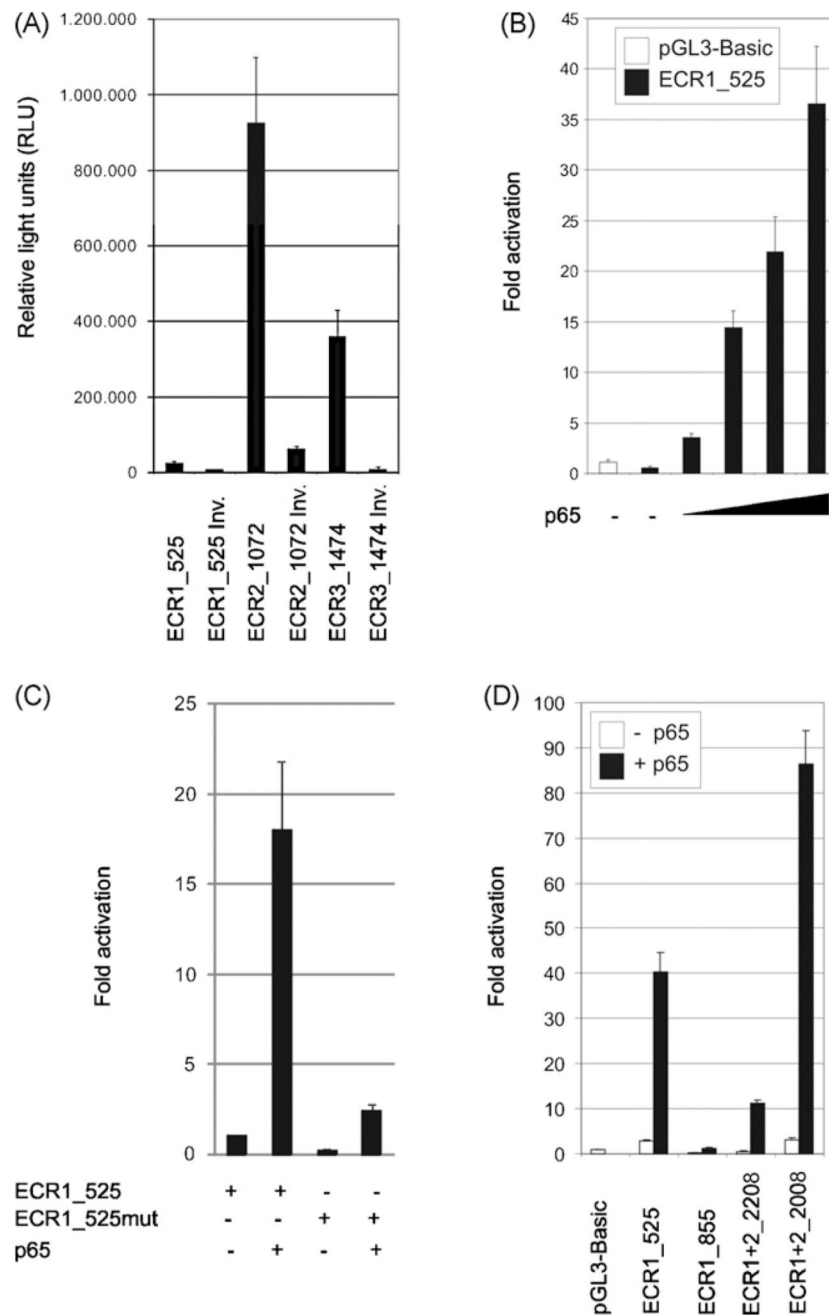 (A)
Relative light units (RLU)
1.200.000
1.000.000
800.000
600.000
400.000
200.000
0
ECR1_525
ECR1_525 Inv.
ECR2_1072
ECR2_1072 Inv.
ECR3_1474
ECR3_1474 Inv.
(B)
Fold activation
45
40
35
30
25
20
15
10
5
0
pGL3-Basic
ECR1_525
p65 - -
(C)
Fold activation
25
20
15
10
5
0
ECR1_525 + + - -
ECR1_525mut - - + +
p65 - + - +
(D)
Fold activation
100
90
80
70
60
50
40
30
20
10
0
- p65
+ p65
pGL3-Basic
ECR1_525
ECR1_855
ECR1+2_2208
ECR1+2_2008